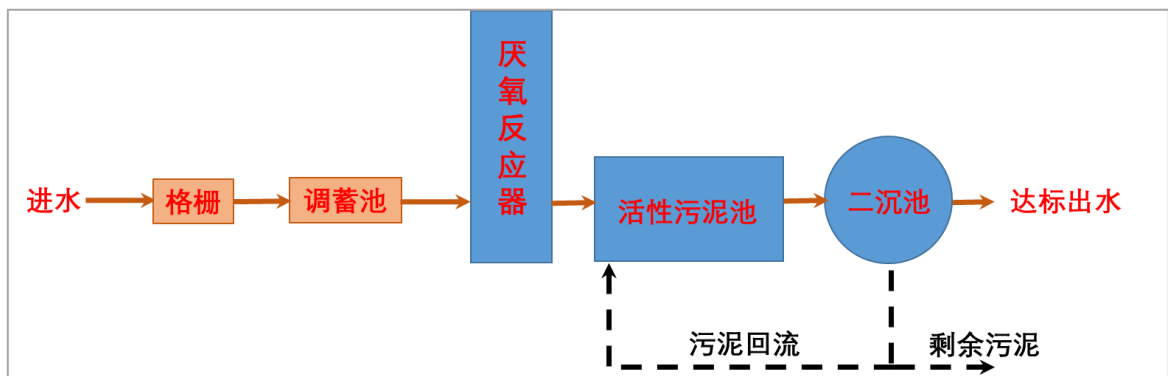 厌氧反应器
进水
格栅
调蓄池
活性污泥池
二沉池
达标出水
污泥回流
剩余污泥